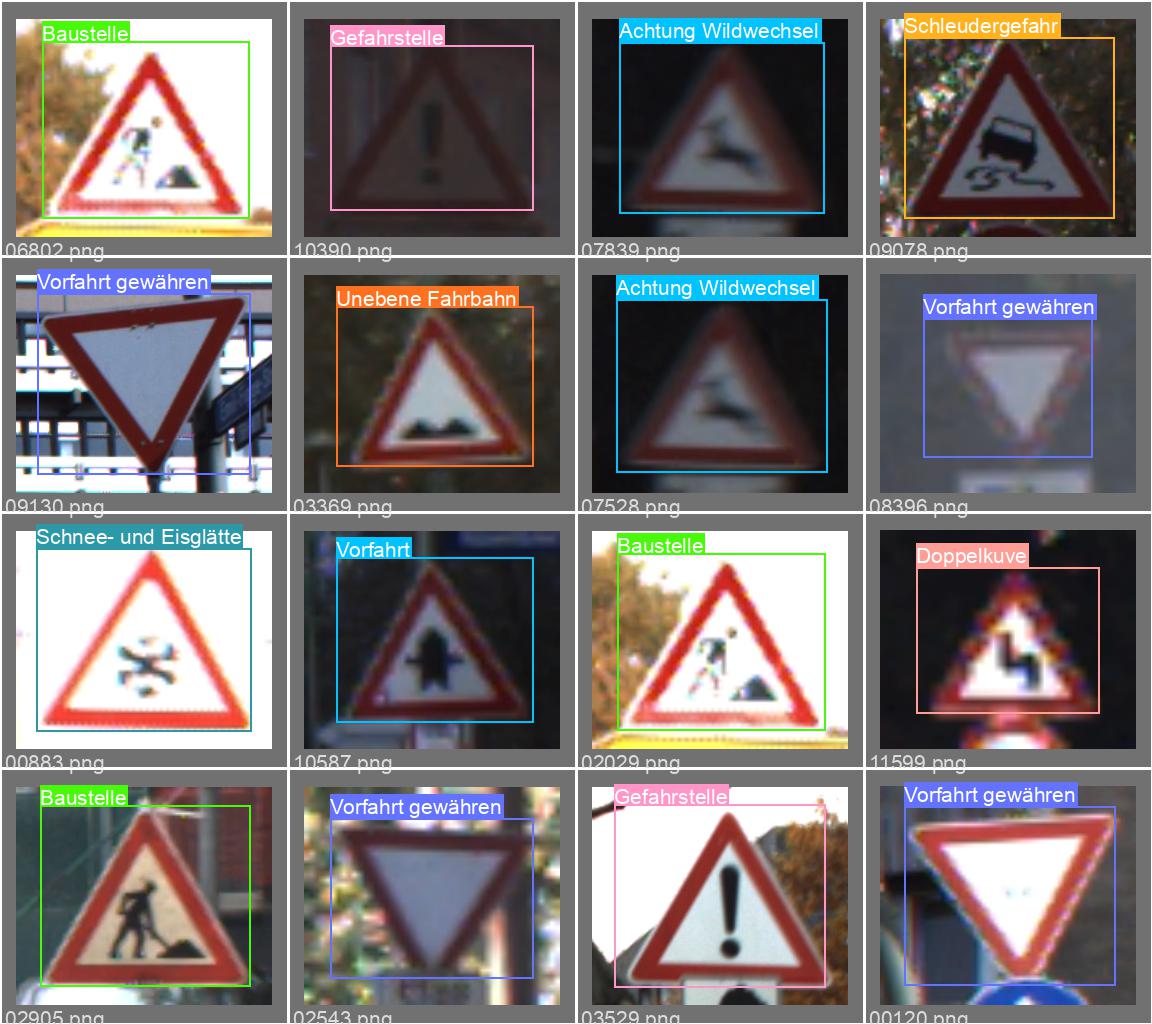 Baustelle
Gefahrstelle
Achtung Wildwechsel
Schleudergefahr
06802.png
10390.png
07839.png
09078.png
Vorfahrt gewähren
Unebene Fahrbahn
Achtung Wildwechsel
Vorfahrt gewähren
09130.png
03369.png
07528.png
08396.png
Schnee- und Eisglätte
Vorfahrt
Baustelle
Doppelkuve
00883.png
10587.png
02029.png
11599.png
Baustelle
Vorfahrt gewähren
Gefahrstelle
Vorfahrt gewähren
02905.png
02543.png
03529.png
00120.png